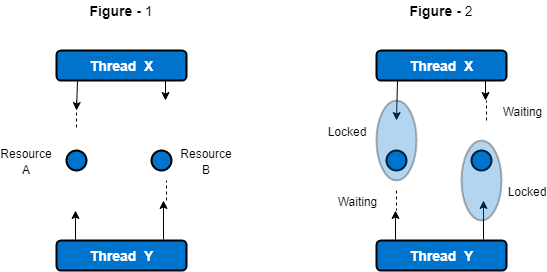 Figure - 1
Figure - 2
Thread X
Thread X
Waiting
Locked
Resource
A
Resource
B
Locked
Waiting
Thread Y
Thread Y